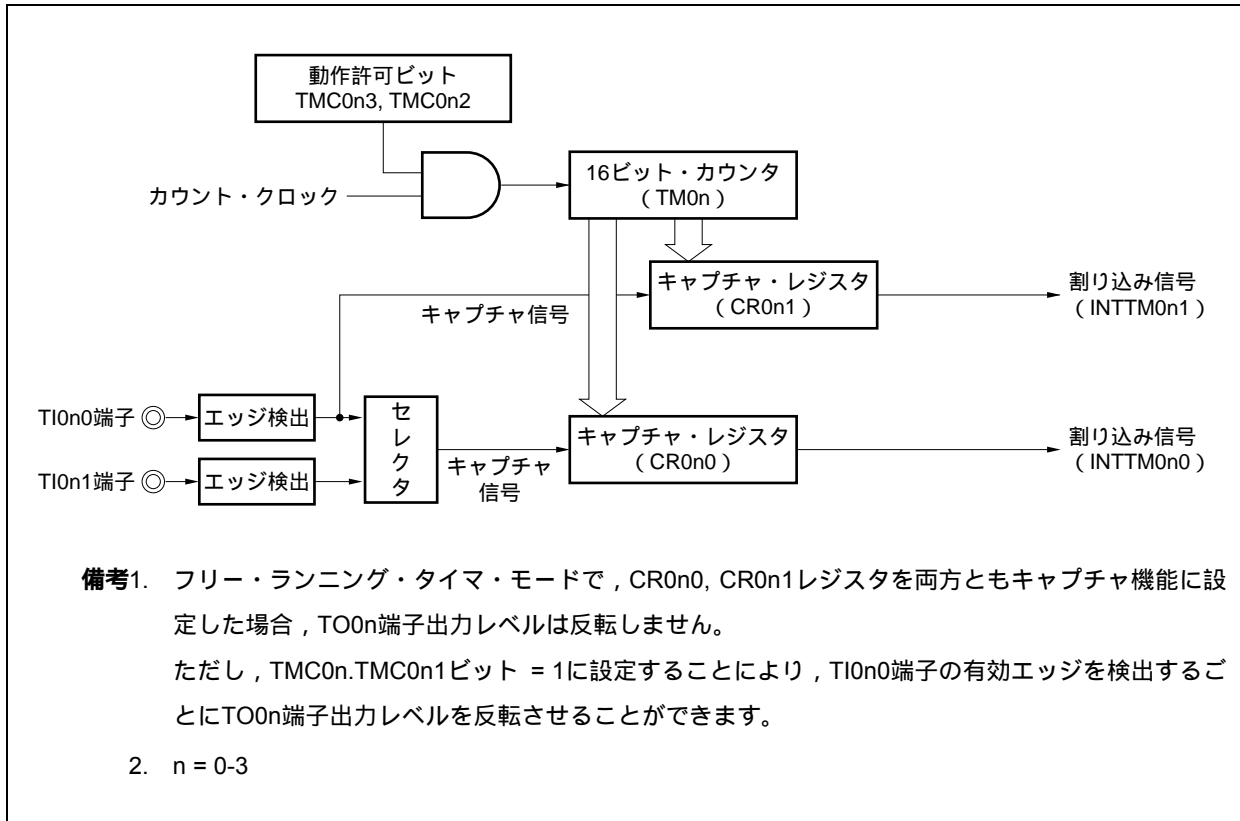 動作許可ビット
TMC0n3, TMC0n2
カウント・クロック
16ビット・カウンタ
（TM0n）
キャプチャ・レジスタ
（CR0n1）
割り込み信号
（INTTM0n1）
キャプチャ信号
TI0n0端子
エッジ検出
セレクタ
キャプチャ・レジスタ
（CR0n0）
割り込み信号
（INTTM0n0）
キャプチャ
信号
TI0n1端子
エッジ検出
備考1. フリー・ランニング・タイマ・モードで，CR0n0, CR0n1レジスタを両方ともキャプチャ機能に設
定した場合，TO0n端子出力レベルは反転しません。
ただし，TMC0n.TMC0n1ビット = 1に設定することにより，TI0n0端子の有効エッジを検出するご
とにTO0n端子出力レベルを反転させることができます。
2. n = 0-3